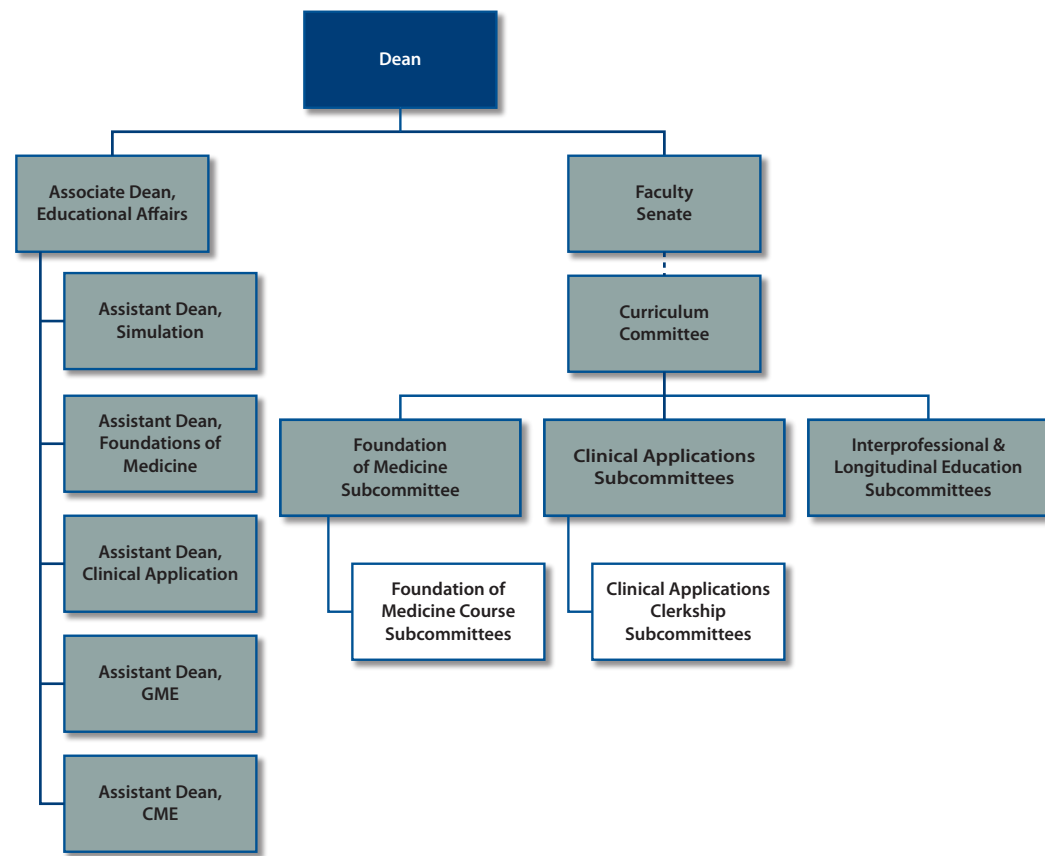 Dean
Associate Dean,
Educational Affairs
Faculty
Senate
Assistant Dean,
Simulation
Curriculum
Committee
Assistant Dean,
Foundations of
Medicine
Foundation
of Medicine
Subcommittee
Clinical Applications
Subcommittees
Interprofessional &
Longitudinal Education
Subcommittees
Assistant Dean,
Clinical Application
Foundation of
Medicine Course
Subcommittees
Clinical Applications
Clerkship
Subcommittees
Assistant Dean,
GME
Assistant Dean,
CME